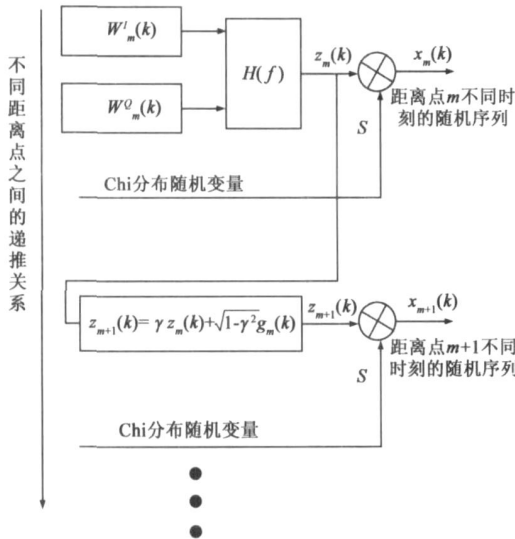 不同距离点之间的递推关系
W^I_m(k)
W^Q_m(k)
H(f)
z_m(k)
x_m(k)
S
距离点m不同时
刻的随机序列
Chi分布随机变量
z_{m+1}(k)= γ z_m(k)+√1-γ²g_m(k)
z_{m+1}(k)
x_{m+1}(k)
S
距离点m+1不同
时刻的随机序列
Chi分布随机变量